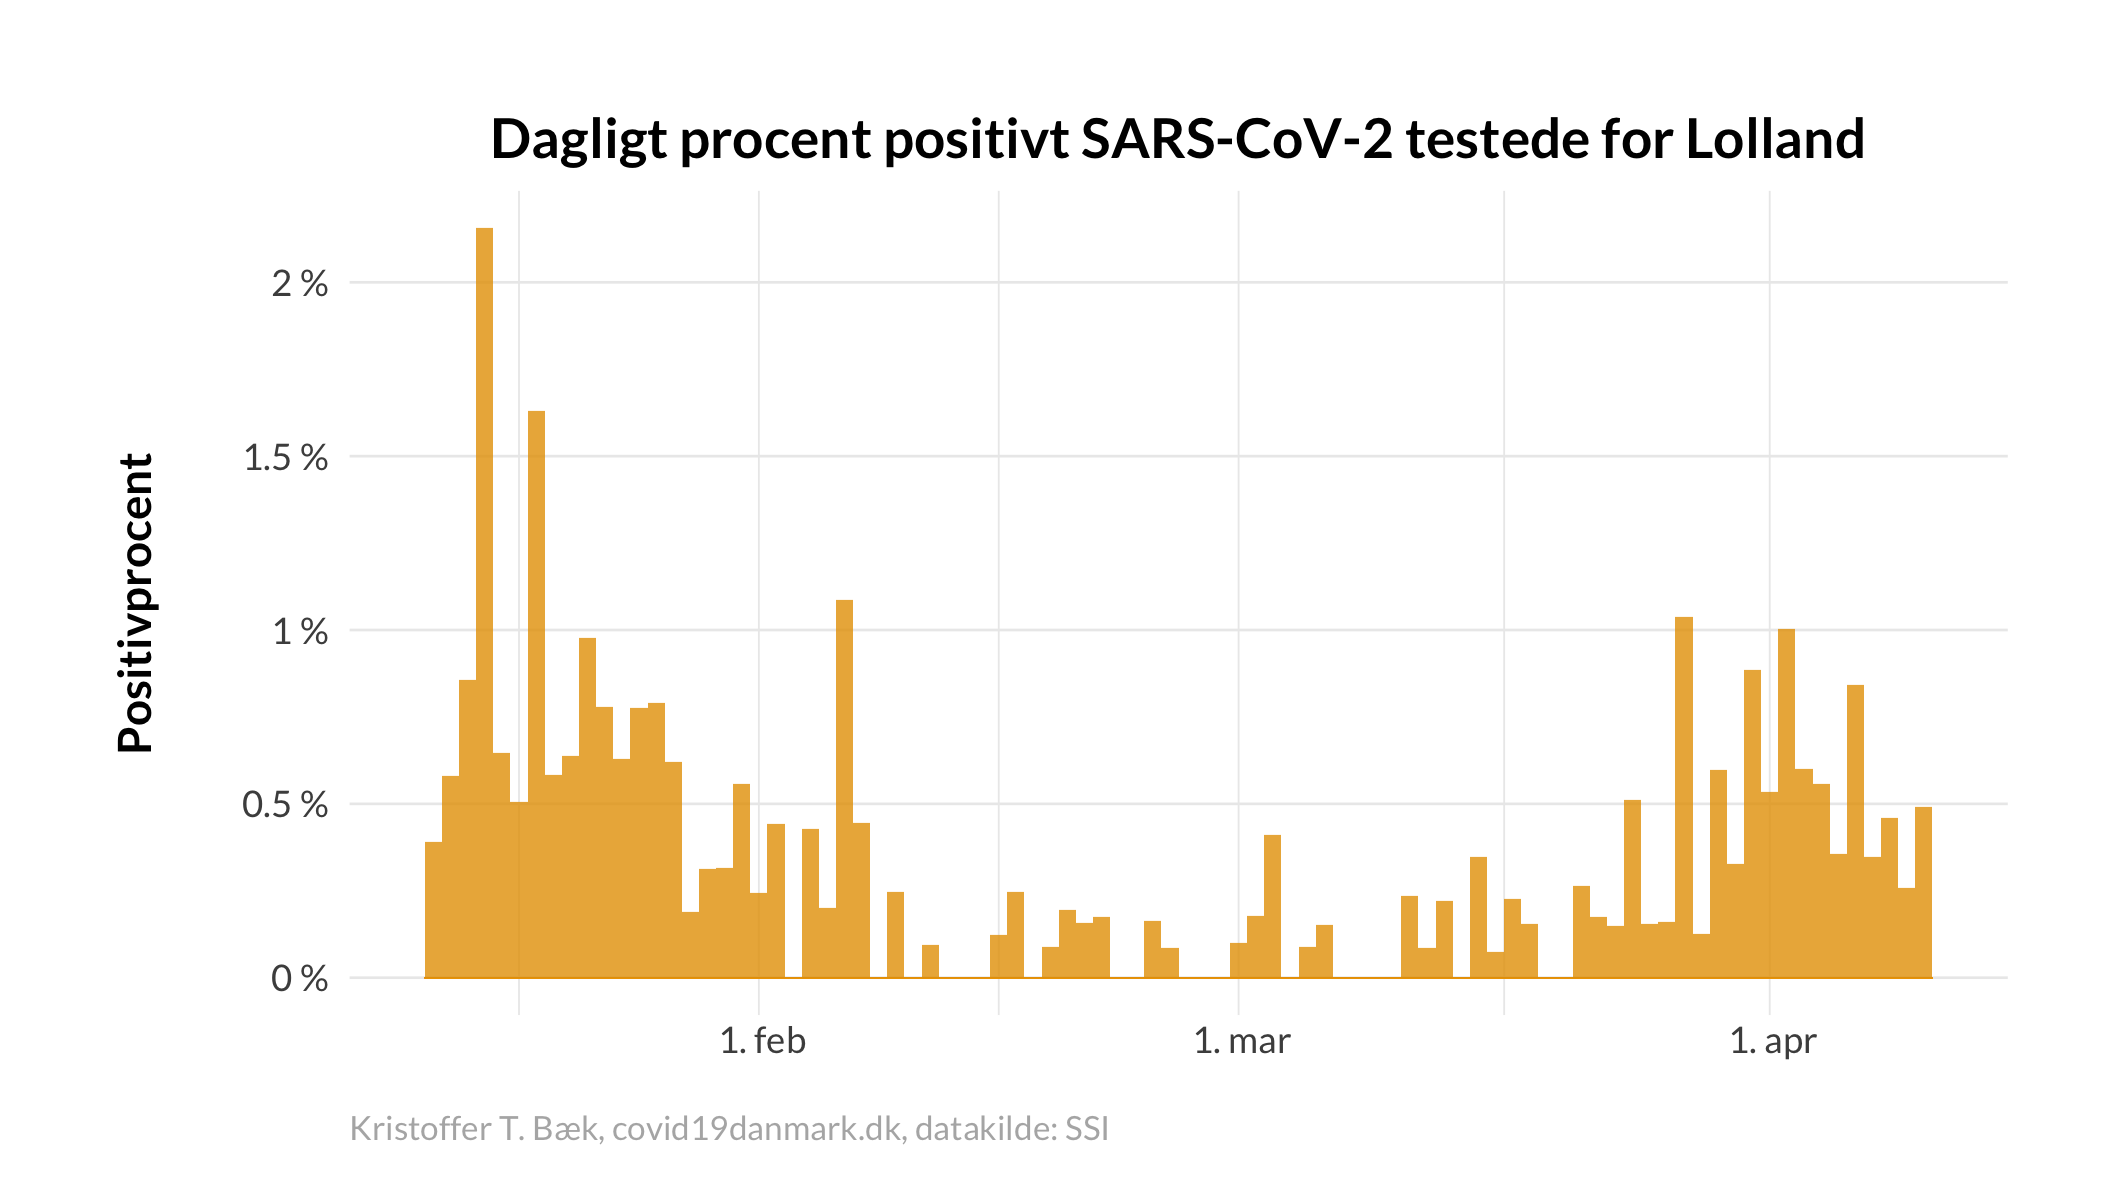 Dagligt procent positivt SARS-CoV-2 testede for Lolland
Positivprocent
2 %
1.5 %
1 %
0.5 %
0 %
1. feb
1. mar
1. apr
Kristoffer T. Bæk, covid19danmark.dk, datakilde: SSI